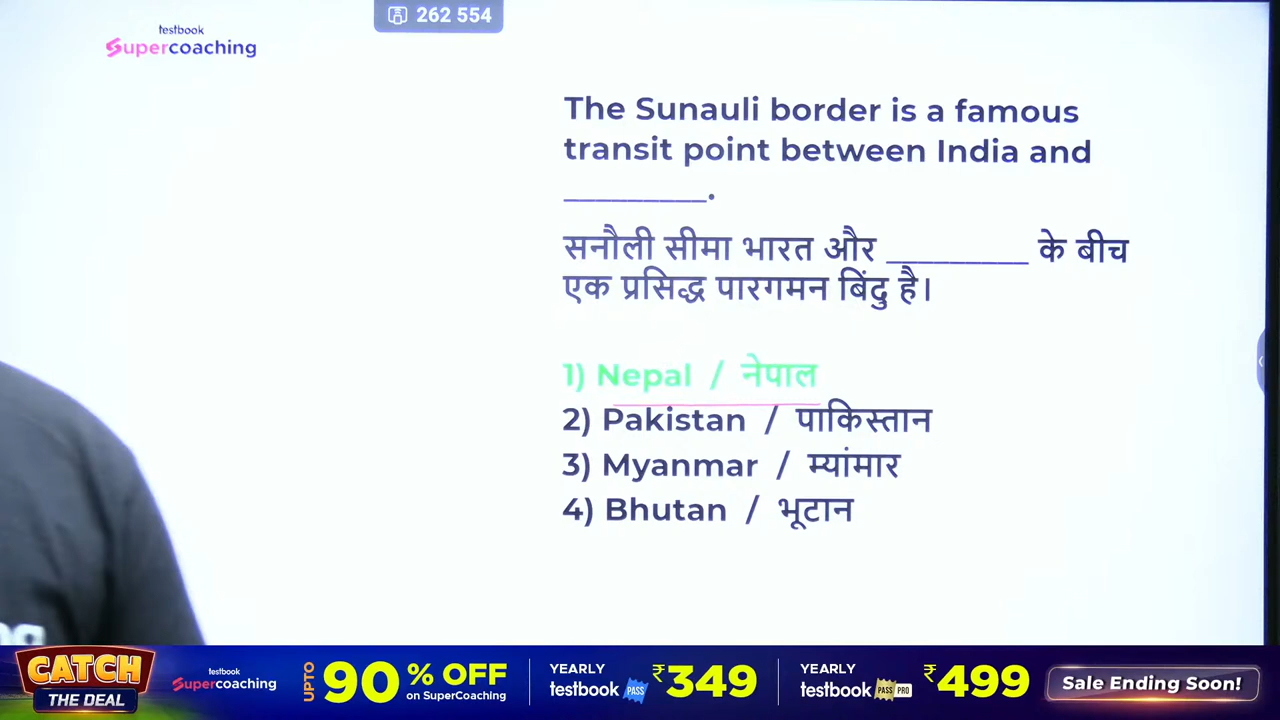 testbook
Supercoaching
262 554
The Sunauli border is a famous
transit point between India and
_________.
सनौली सीमा भारत और _________ के बीच
एक प्रसिद्ध पारगमन बिंदु है।
1) Nepal / नेपाल
2) Pakistan / पाकिस्तान
3) Myanmar / म्यांमार
4) Bhutan / भूटान
CATCH
THE DEAL
testbook
Supercoaching
UPTO
90% OFF
on SuperCoaching
YEARLY
testbook PASS
₹349
YEARLY
testbook PASS PRO
₹499
Sale Ending Soon!